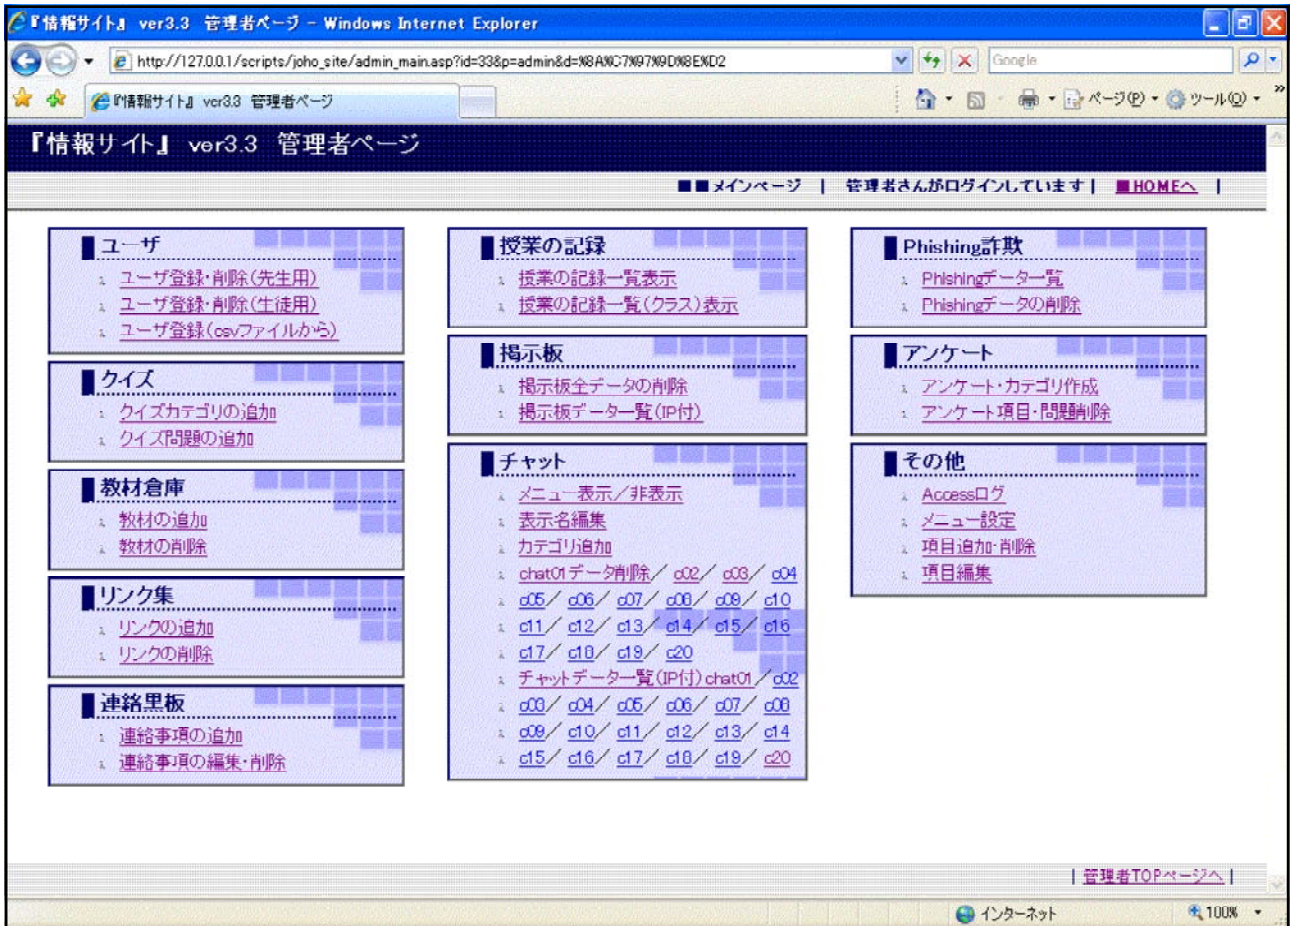 『情報サイト』 ver3.3 管理者ページ - Windows Internet Explorer
http://127.0.0.1/scripts/joho_site/admin_main.asp?id=33&p=admin&d=%8A%C7%97%9D%8E%D2
Google
『情報サイト』 ver3.3 管理者ページ
ページ(P) ツール(O) »
『情報サイト』 ver3.3 管理者ページ
■■メインページ | 管理者さんがログインしています | ■HOMEへ |
ユーザ
ユーザ登録・削除(先生用)
ユーザ登録・削除(生徒用)
ユーザ登録(csvファイルから)
クイズ
クイズカテゴリの追加
クイズ問題の追加
教材倉庫
教材の追加
教材の削除
リンク集
リンクの追加
リンクの削除
連絡黒板
連絡事項の追加
連絡事項の編集・削除
授業の記録
授業の記録一覧表示
授業の記録一覧(クラス)表示
掲示板
掲示板全データの削除
掲示板データ一覧(IP付)
チャット
メニュー表示/非表示
表示名編集
カテゴリ追加
chat01データ削除/ c02/ c03/ c04
c05/ c06/ c07/ c08/ c09/ c10
c11/ c12/ c13/ c14/ c15/ c16
c17/ c18/ c19/ c20
チャットデータ一覧(IP付)chat01/ c02
c03/ c04/ c05/ c06/ c07/ c08
c09/ c10/ c11/ c12/ c13/ c14
c15/ c16/ c17/ c18/ c19/ c20
Phishing詐欺
Phishingデータ一覧
Phishingデータの削除
アンケート
アンケート・カテゴリ作成
アンケート項目・問題削除
その他
Accessログ
メニュー設定
項目追加・削除
項目編集
| 管理者TOPページへ |
インターネット 100%